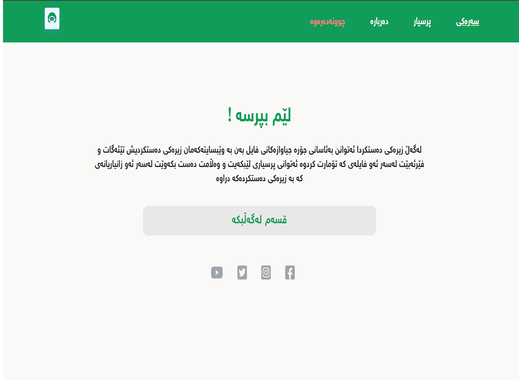 سەرەکی
پرسیار
دەربارە
چوونەدەرەوە
لێم بپرسە !
لەگەڵ زیرەکی دەستکردا ئەتوانن بەئاسانی جۆرە جیاوازەکانی فایل بەن بە وێبسایتەکەمان زیرەکی دەستکردیش تێئەگات و
فێرئەبێت لەسەر ئەو فایلەی کە تۆمارت کردوە ئەتوانی پرسیاری لێبکەیت و وەڵامت دەست بکەوێت لەسەر ئەو زانیاریانەی
کە بە زیرەکی دەستکردەکە دراوە
قسەم لەگەڵبکە